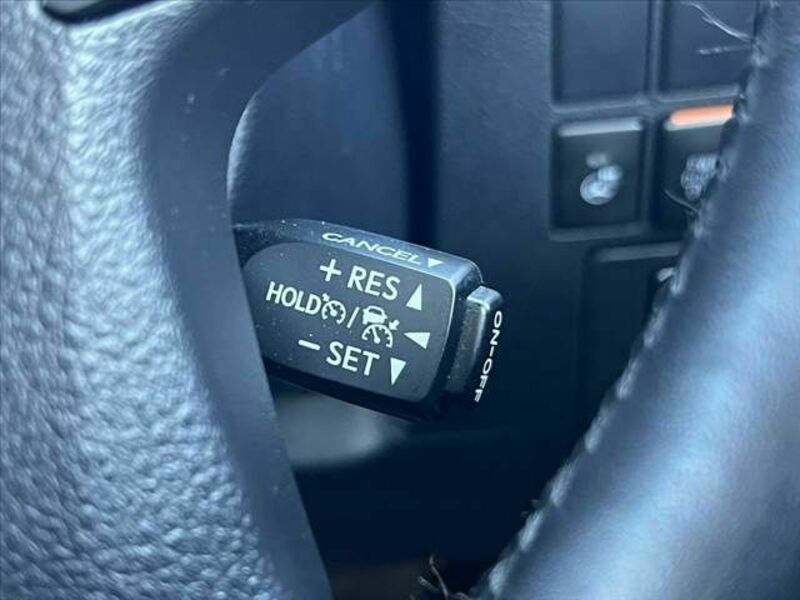 CANCEL▼
+ RES ▲
HOLD / ◀
− SET ▼
ON-OFF